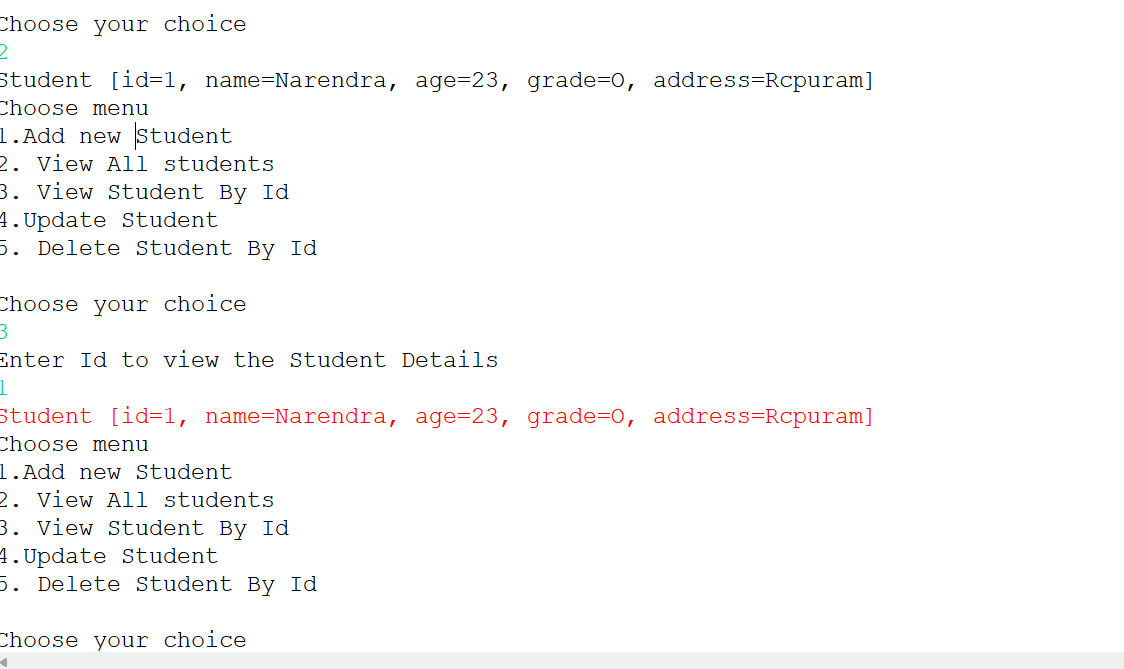 Choose your choice
2
Student [id=1, name=Narendra, age=23, grade=O, address=Rcpuram]
Choose menu
1.Add new Student
2. View All students
3. View Student By Id
4.Update Student
5. Delete Student By Id
Choose your choice
3
Enter Id to view the Student Details
1
Student [id=1, name=Narendra, age=23, grade=O, address=Rcpuram]
Choose menu
1.Add new Student
2. View All students
3. View Student By Id
4.Update Student
5. Delete Student By Id
Choose your choice